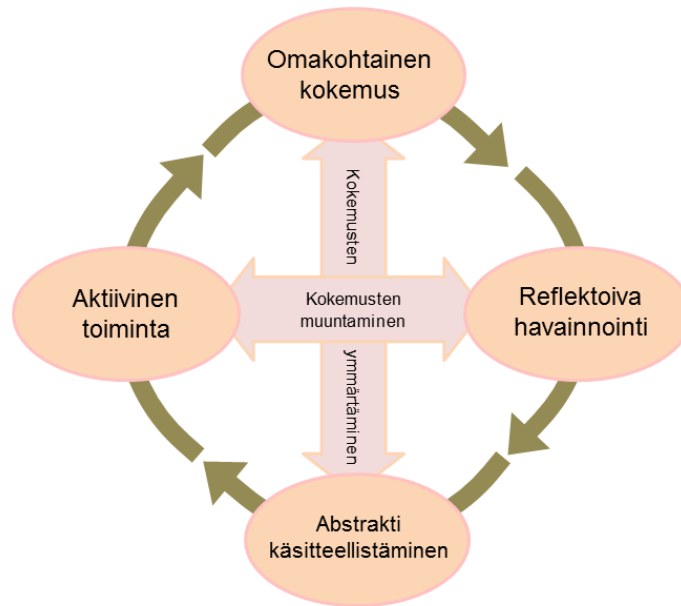 Omakohtainen
kokemus
Kokemusten
Aktiivinen
toiminta
Kokemusten
muuntaminen
Reflektoiva
havainnointi
ymmärtäminen
Abstrakti
käsitteellistäminen